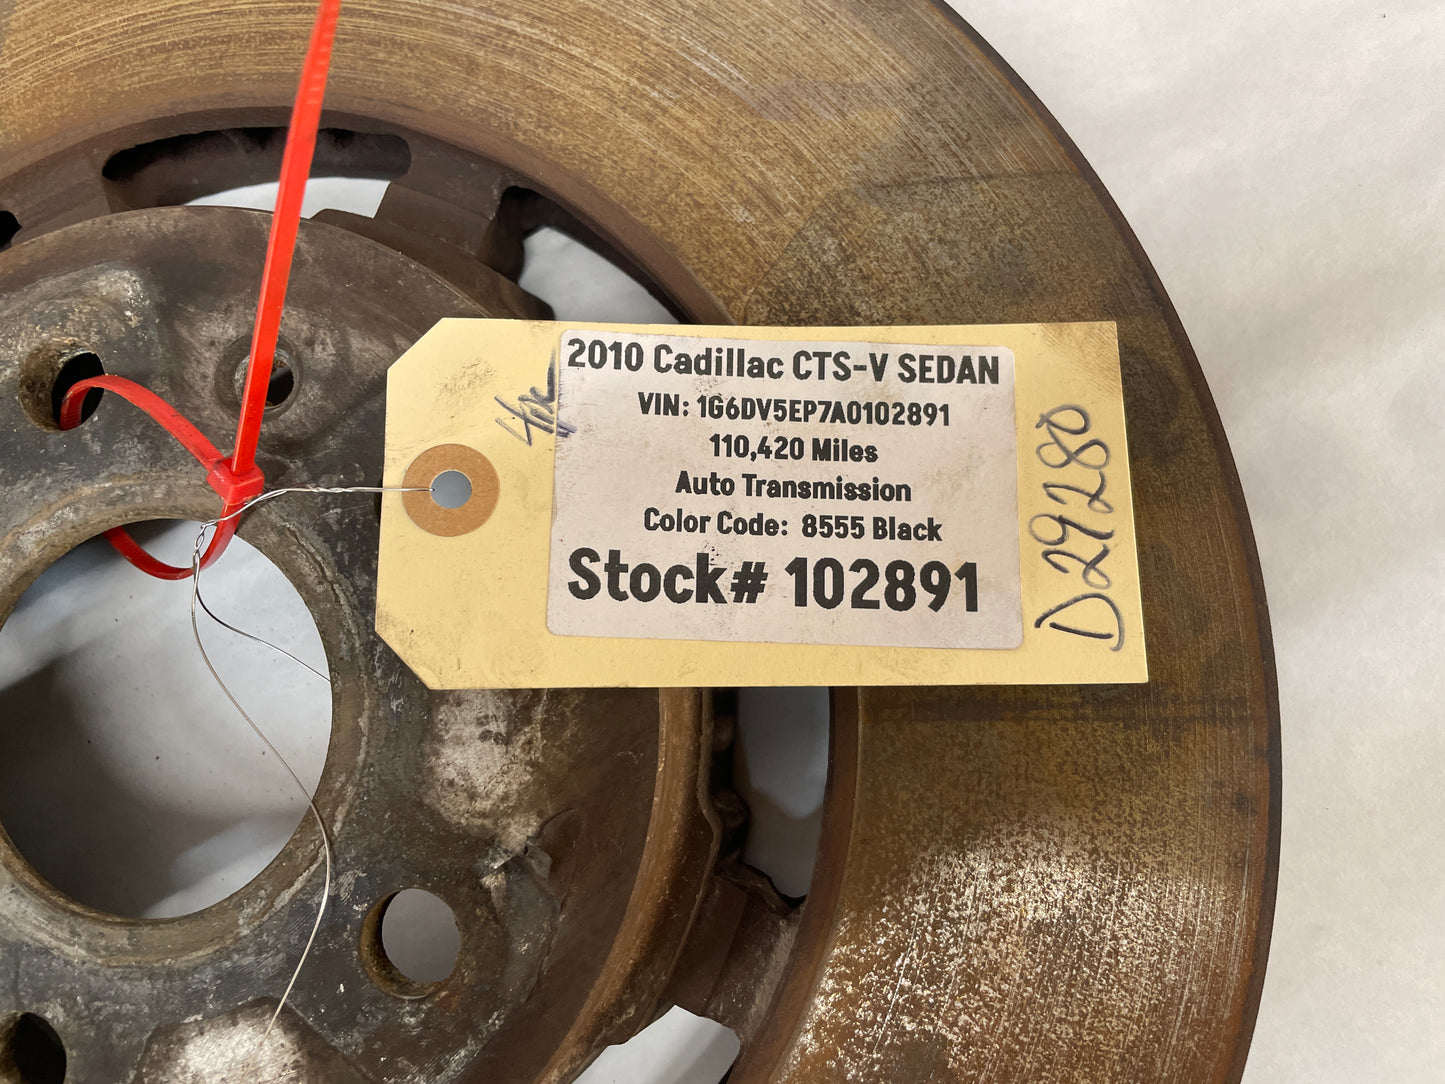 2010 Cadillac CTS-V SEDAN
VIN: 1G6DV5EP7A0102891
110,420 Miles
Auto Transmission
Color Code: 8555 Black
Stock# 102891
D29280